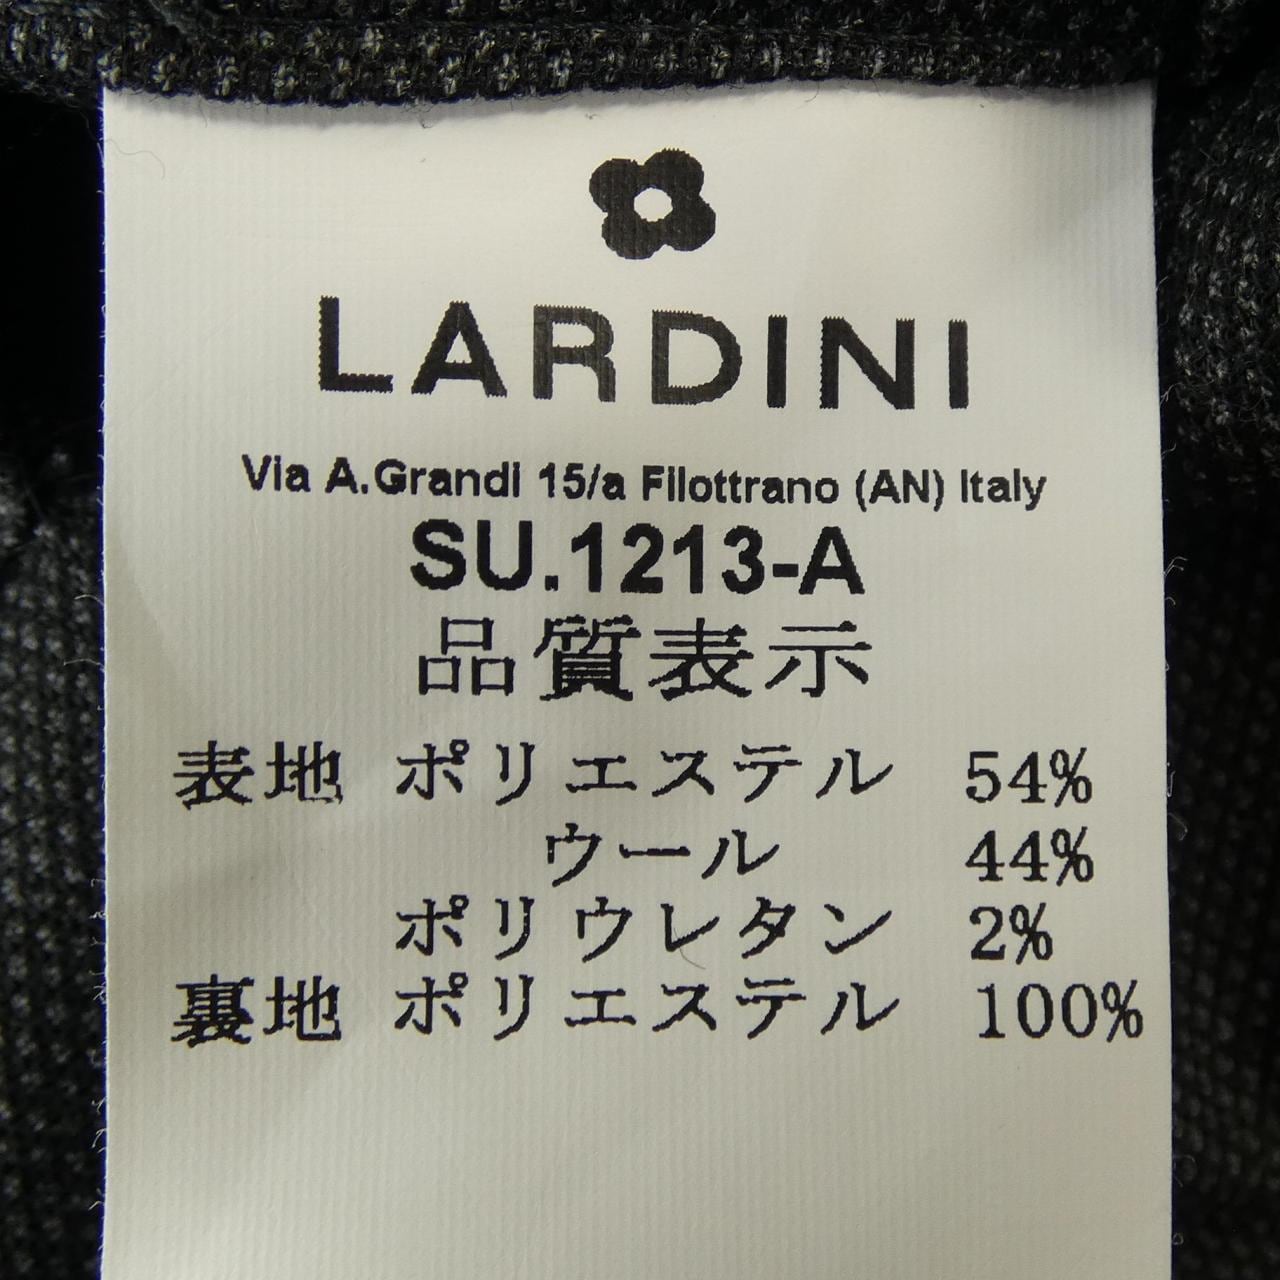 LARDINI
Via A.Grandi 15/a Filottrano (AN) Italy
SU.1213-A
品質表示
表地 ポリエステル 54%
ウール 44%
ポリウレタン 2%
裏地 ポリエステル 100%